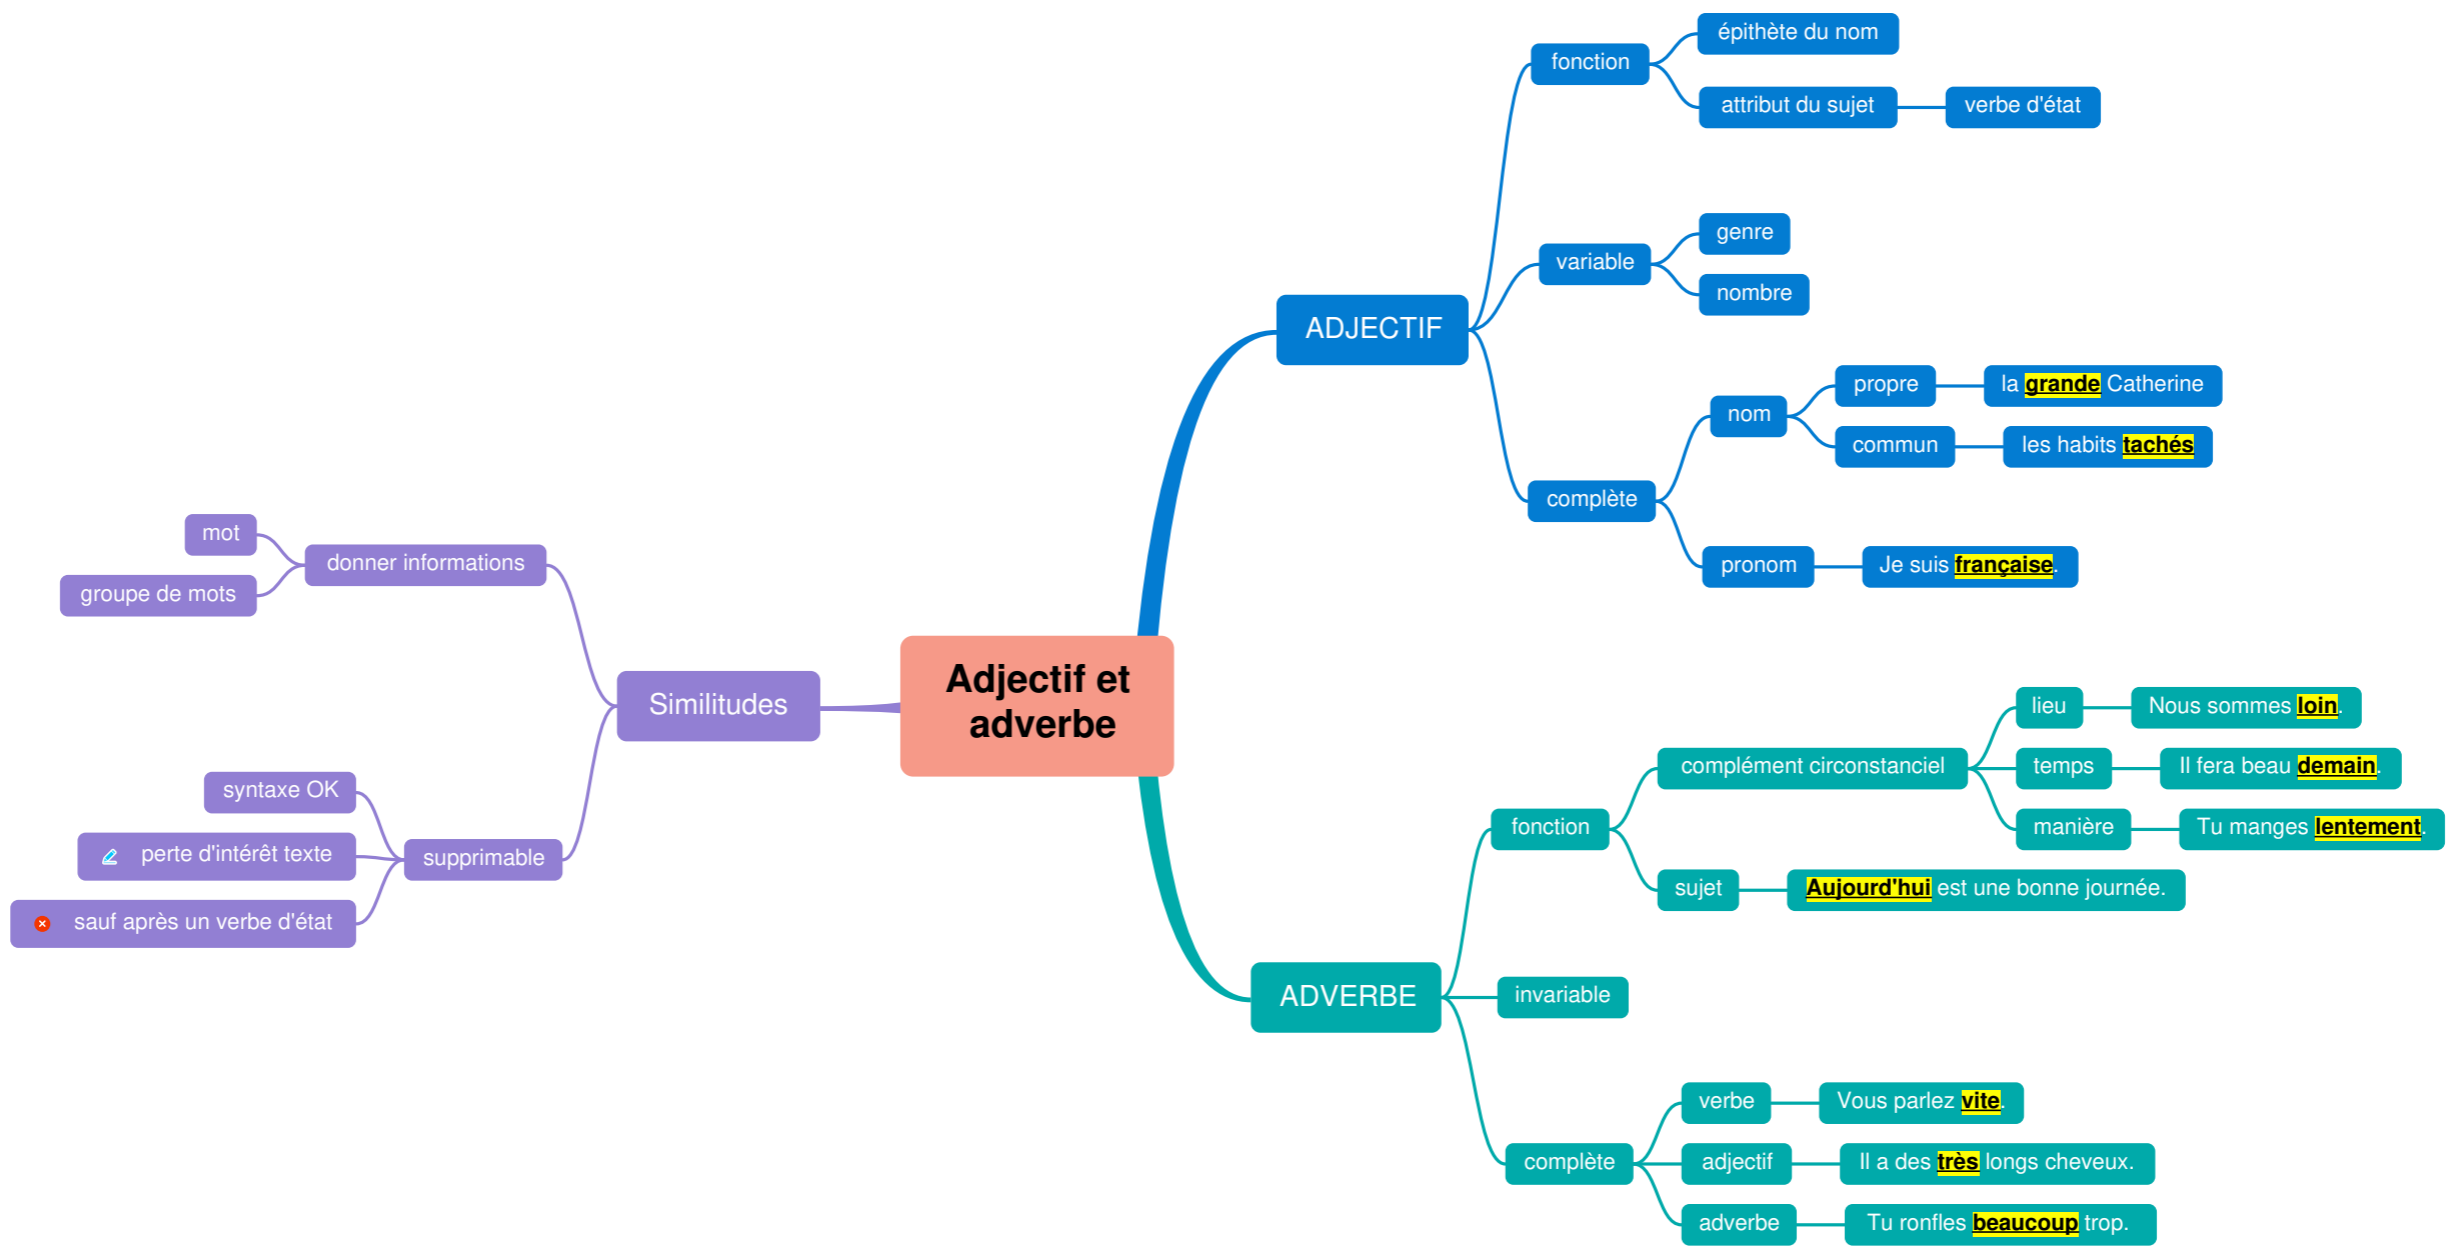 Adjectif et
adverbe
ADJECTIF
fonction
épithète du nom
attribut du sujet
verbe d'état
variable
genre
nombre
complète
nom
propre
la grande Catherine
commun
les habits tachés
pronom
Je suis française.
ADVERBE
fonction
complément circonstanciel
lieu
Nous sommes loin.
temps
Il fera beau demain.
manière
Tu manges lentement.
sujet
Aujourd'hui est une bonne journée.
invariable
complète
verbe
Vous parlez vite.
adjectif
Il a des très longs cheveux.
adverbe
Tu ronfles beaucoup trop.
Similitudes
donner informations
mot
groupe de mots
supprimable
syntaxe OK
perte d'intérêt texte
sauf après un verbe d'état